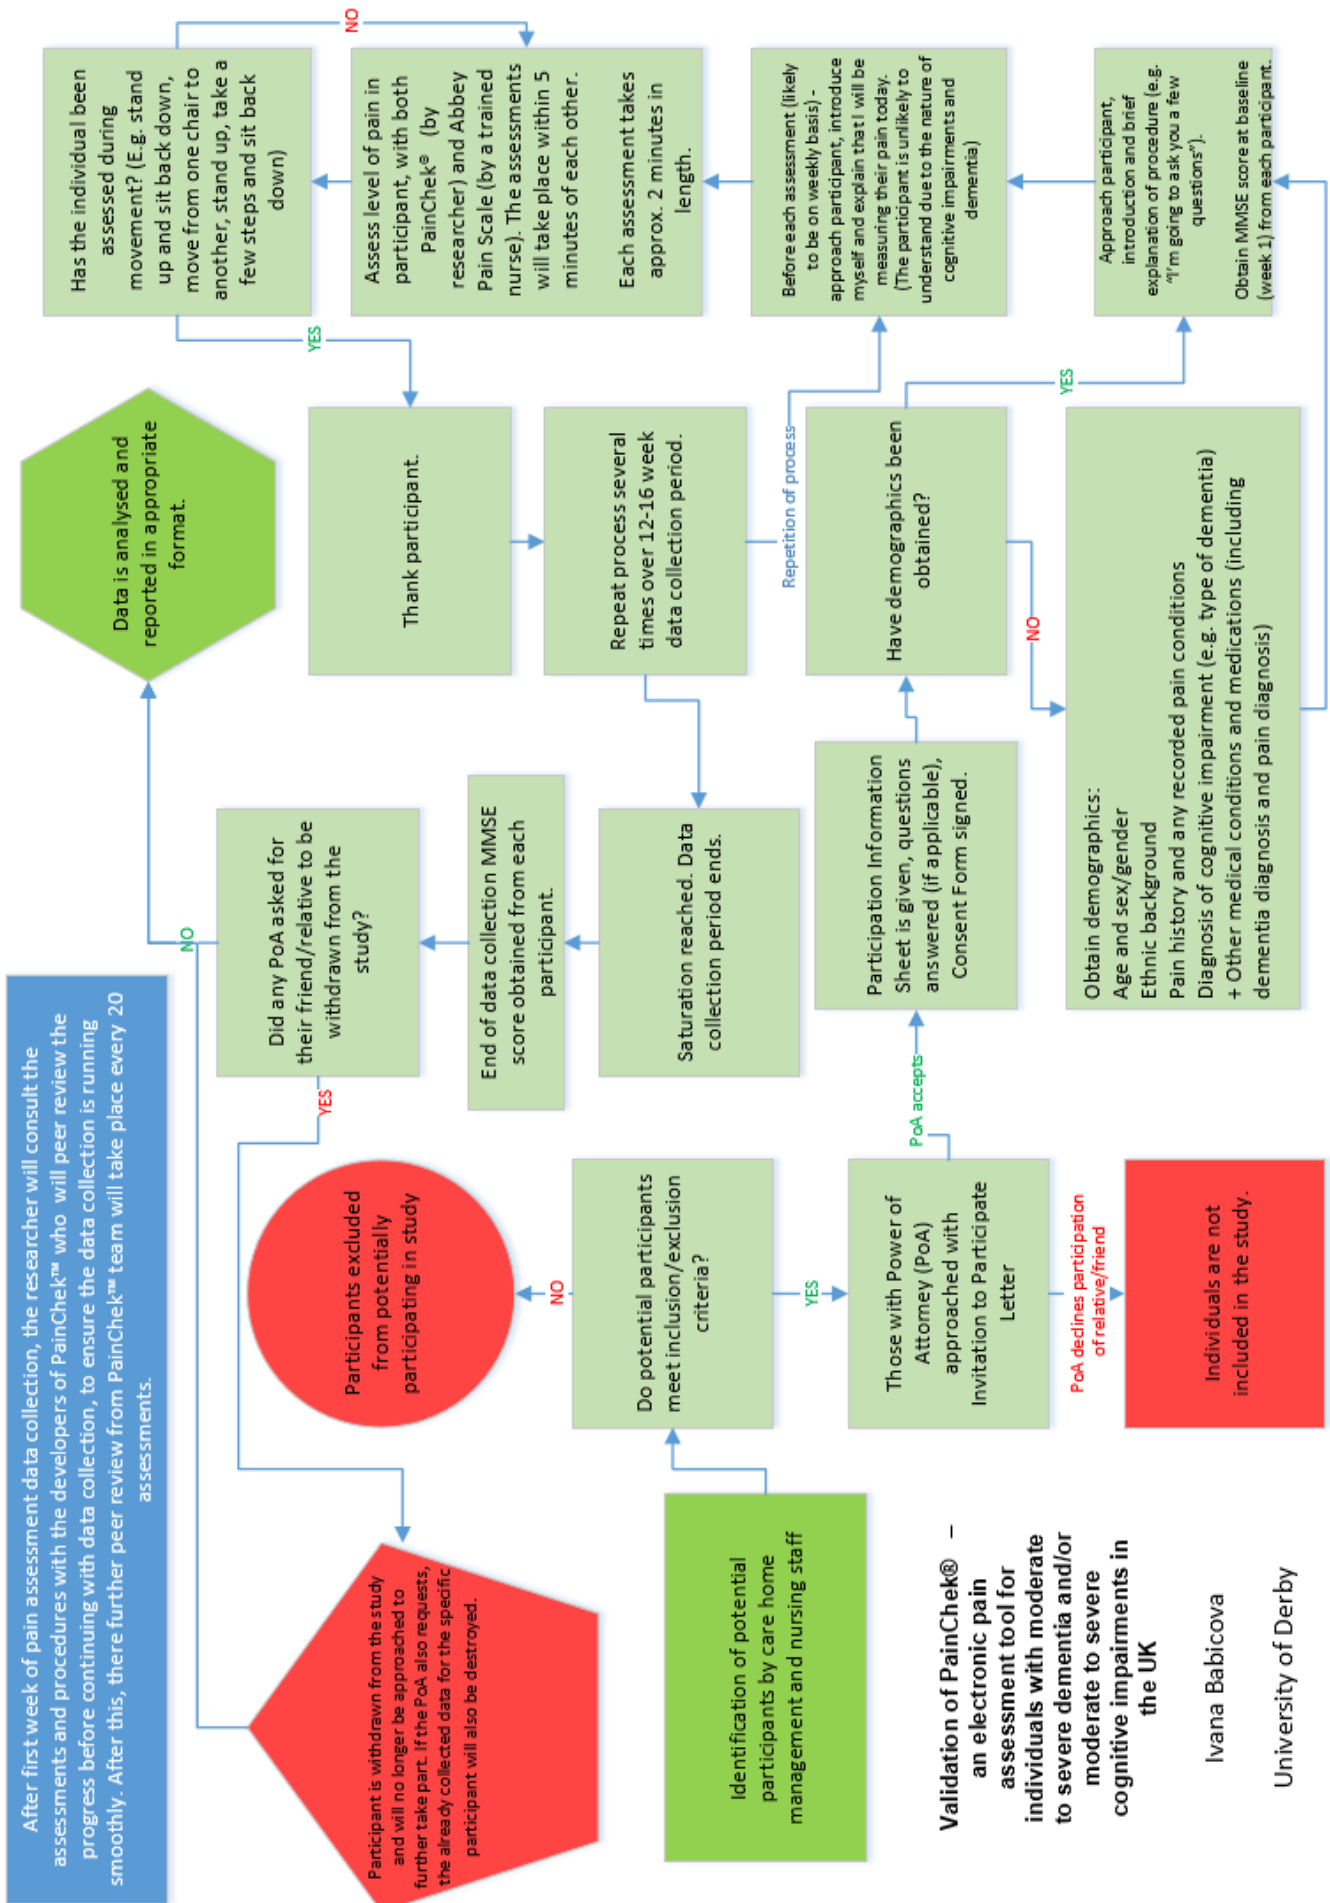 After first week of pain assessment data collection, the researcher will consult the
assessments and procedures with the developers of PainChek™ who will peer review the
progress before continuing with data collection, to ensure the data collection is running
smoothly. After this, there further peer review from PainChek™ team will take place every 20
assessments.
Participant is withdrawn from the study
and will no longer be approached to
further take part. If the PoA also requests,
the already collected data for the specific
participant will also be destroyed.
YES
NO
Did any PoA asked for
their friend/relative to be
withdrawn from the
study?
Data is analysed and
reported in appropriate
format.
Has the individual been
assessed during
movement? (E.g. stand
up and sit back down,
move from one chair to
another, stand up, take a
few steps and sit back
down)
NO
YES
Participants excluded
from potentially
participating in study
NO
End of data collection MMSE
score obtained from each
participant.
Thank participant.
Assess level of pain in
participant, with both
PainChek® (by
researcher) and Abbey
Pain Scale (by a trained
nurse). The assessments
will take place within 5
minutes of each other.
Each assessment takes
approx. 2 minutes in
length.
Identification of potential
participants by care home
management and nursing staff
Do potential participants
meet inclusion/exclusion
criteria?
YES
Saturation reached. Data
collection period ends.
Repeat process several
times over 12-16 week
data collection period.
Repetition of process
Before each assessment (likely
to be on weekly basis) -
approach participant, introduce
myself and explain that I will be
measuring their pain today.
(The participant is unlikely to
understand due to the nature of
cognitive impairments and
dementia)
Those with Power of
Attorney (PoA)
approached with
Invitation to Participate
Letter
PoA accepts
Participation Information
Sheet is given, questions
answered (if applicable),
Consent Form signed.
Have demographics been
obtained?
YES
NO
Approach participant,
introduction and brief
explanation of procedure (e.g.
"I'm going to ask you a few
questions").
Obtain MMSE score at baseline
(week 1) from each participant.
PoA declines participation
of relative/friend
Individuals are not
included in the study.
Obtain demographics:
Age and sex/gender
Ethnic background
Pain history and any recorded pain conditions
Diagnosis of cognitive impairment (e.g. type of dementia)
+ Other medical conditions and medications (including
dementia diagnosis and pain diagnosis)
Validation of PainChek® –
an electronic pain
assessment tool for
individuals with moderate
to severe dementia and/or
moderate to severe
cognitive impairments in
the UK
Ivana Babicova
University of Derby